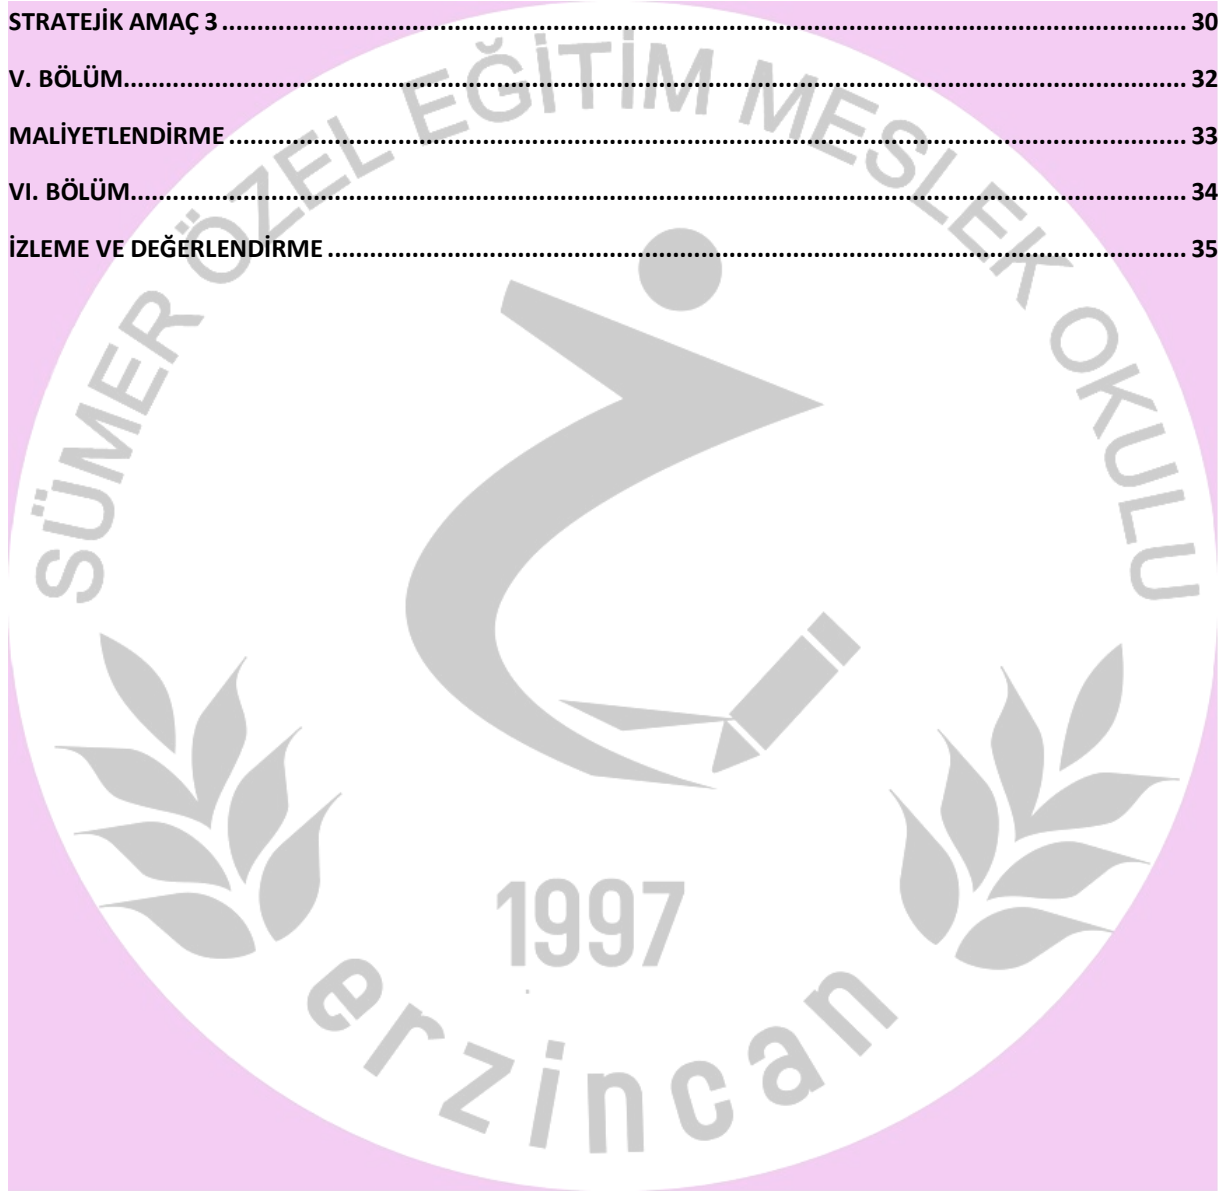 STRATEJİK AMAÇ 3 ........................................................................................................ 30
V. BÖLÜM........................................................................................................ 32
MALİYETLENDİRME ........................................................................................................ 33
VI. BÖLÜM........................................................................................................ 34
İZLEME VE DEĞERLENDİRME ........................................................................................................ 35
SÜMER ÖZEL EĞİTİM MESLEK OKULU
1997
erzincan